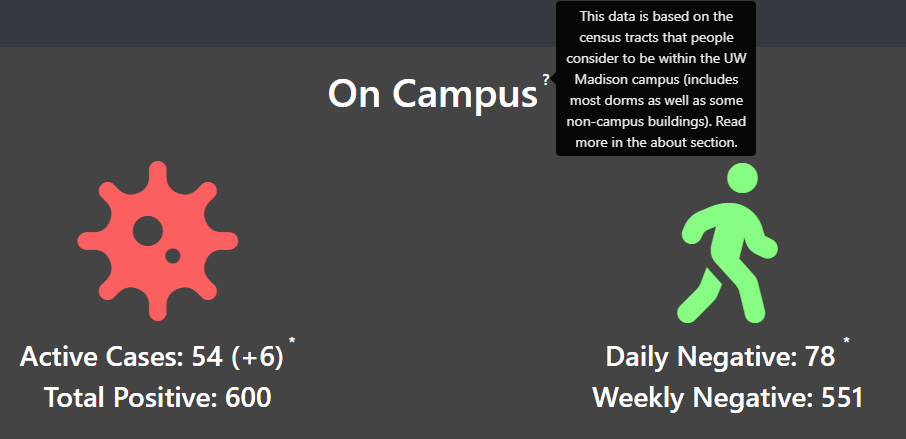 This data is based on the
census tracts that people
consider to be within the UW
Madison campus (includes
most dorms as well as some
non-campus buildings). Read
more in the about section.
On Campus ?
Active Cases: 54 (+6) *
Total Positive: 600
Daily Negative: 78 *
Weekly Negative: 551